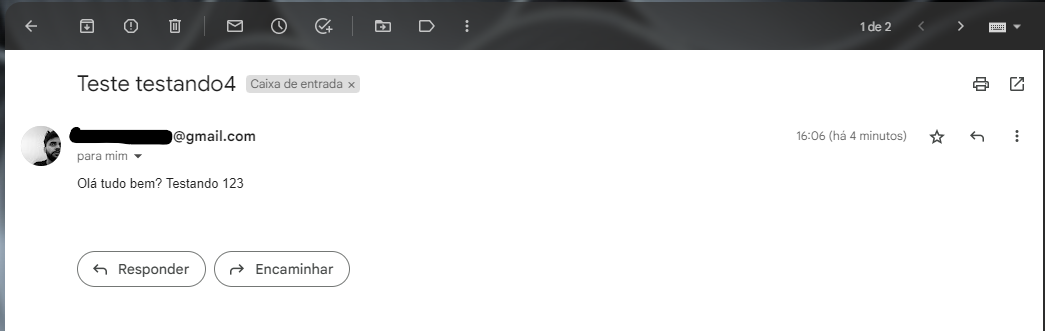 1 de 2
Teste testando4 Caixa de entrada ×
@gmail.com 16:06 (há 4 minutos)
para mim
Olá tudo bem? Testando 123
Responder Encaminhar